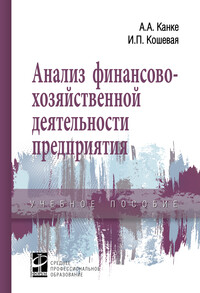 А.А. Канке
И.П. Кошевая
Анализ финансово-
хозяйственной
деятельности
предприятия
УЧЕБНОЕ ПОСОБИЕ
СРЕДНЕЕ
ПРОФЕССИОНАЛЬНОЕ
ОБРАЗОВАНИЕ